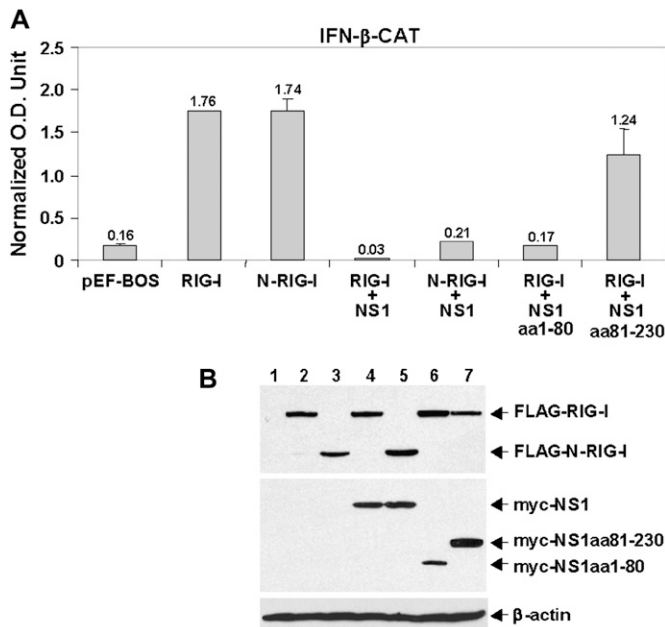 A
IFN-β-CAT
Normalized O.D. Unit
2.5
2.0
1.5
1.0
0.5
0
0.16
1.76
1.74
0.03
0.21
0.17
1.24
pEF-BOS
RIG-I
N-RIG-I
RIG-I
+
NS1
N-RIG-I
+
NS1
RIG-I
+
NS1
aa1-80
RIG-I
+
NS1
aa81-230
B
1 2 3 4 5 6 7
FLAG-RIG-I
FLAG-N-RIG-I
myc-NS1
myc-NS1aa81-230
myc-NS1aa1-80
β-actin